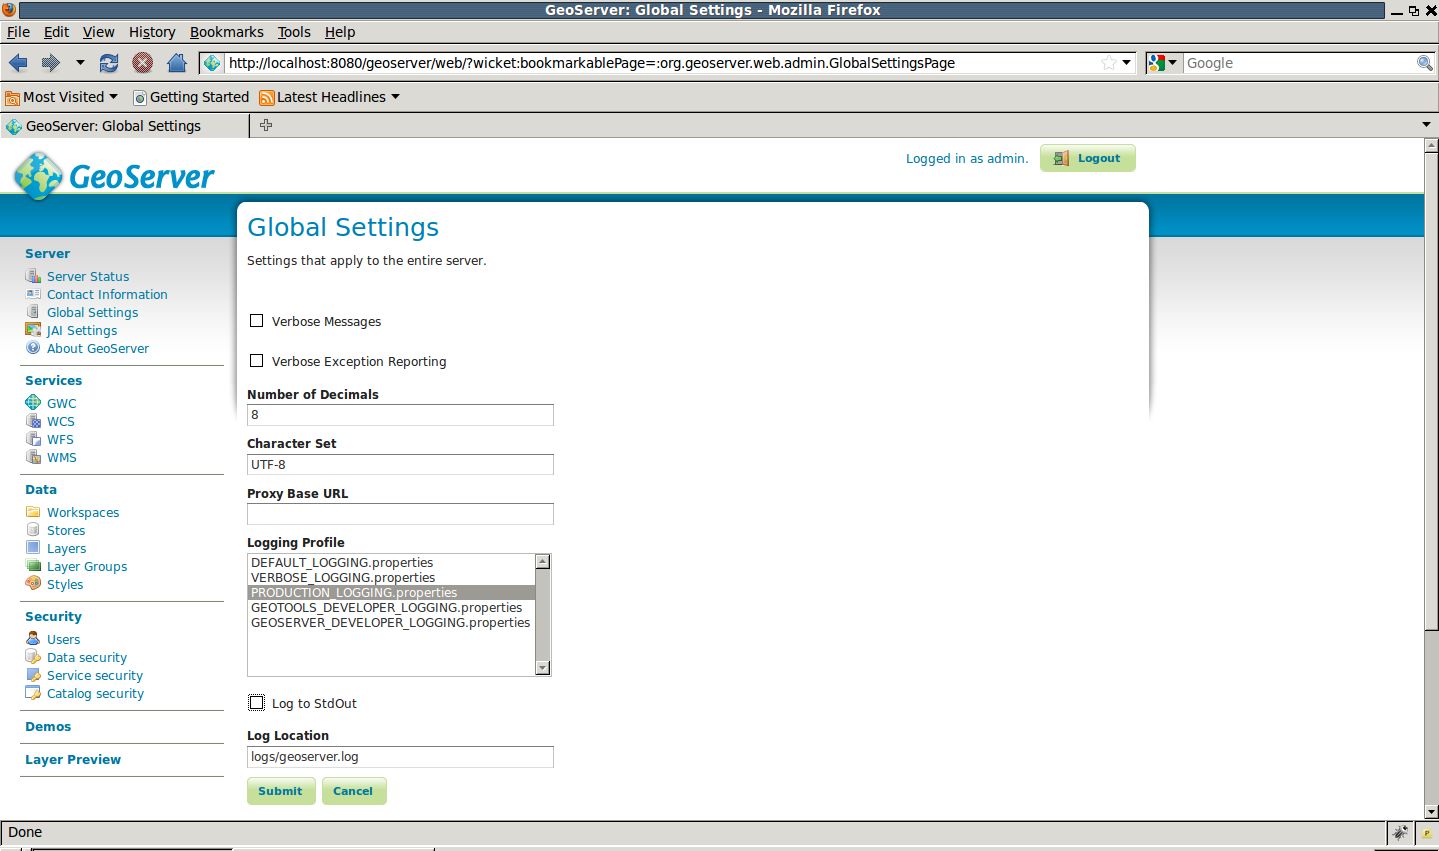 GeoServer: Global Settings - Mozilla Firefox
File Edit View History Bookmarks Tools Help
http://localhost:8080/geoserver/web/?wicket:bookmarkablePage=:org.geoserver.web.admin.GlobalSettingsPage
Google
Most Visited Getting Started Latest Headlines
GeoServer: Global Settings
GeoServer
Logged in as admin. Logout
Server
Server Status
Contact Information
Global Settings
JAI Settings
About GeoServer
Services
GWC
WCS
WFS
WMS
Data
Workspaces
Stores
Layers
Layer Groups
Styles
Security
Users
Data security
Service security
Catalog security
Demos
Layer Preview
Global Settings
Settings that apply to the entire server.
Verbose Messages
Verbose Exception Reporting
Number of Decimals
8
Character Set
UTF-8
Proxy Base URL
Logging Profile
DEFAULT_LOGGING.properties
VERBOSE_LOGGING.properties
PRODUCTION_LOGGING.properties
GEOTOOLS_DEVELOPER_LOGGING.properties
GEOSERVER_DEVELOPER_LOGGING.properties
Log to StdOut
Log Location
logs/geoserver.log
Submit Cancel
Done